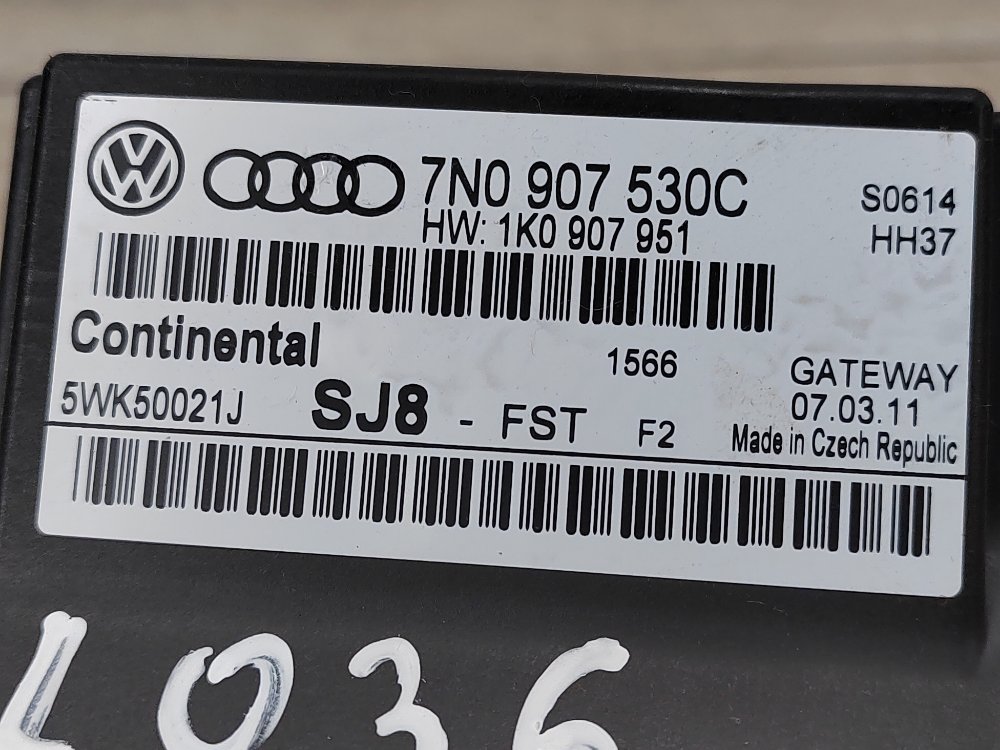 7N0 907 530C
HW: 1K0 907 951
S0614
HH37
Continental
1566
GATEWAY
5WK50021J
SJ8 - FST F2
07.03.11
Made in Czech Republic
1036